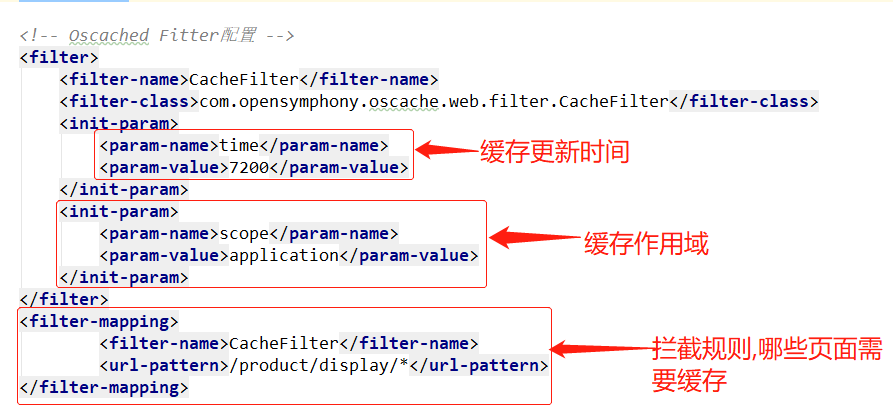 <!-- Oscached Fitter配置 -->
<filter>
<filter-name>CacheFilter</filter-name>
<filter-class>com.opensymphony.oscache.web.filter.CacheFilter</filter-class>
<init-param>
<param-name>time</param-name>
<param-value>7200</param-value>
缓存更新时间
</init-param>
<init-param>
<param-name>scope</param-name>
<param-value>application</param-value>
缓存作用域
</init-param>
</filter>
<filter-mapping>
<filter-name>CacheFilter</filter-name>
<url-pattern>/product/display/*</url-pattern>
</filter-mapping>
拦截规则,哪些页面需
要缓存